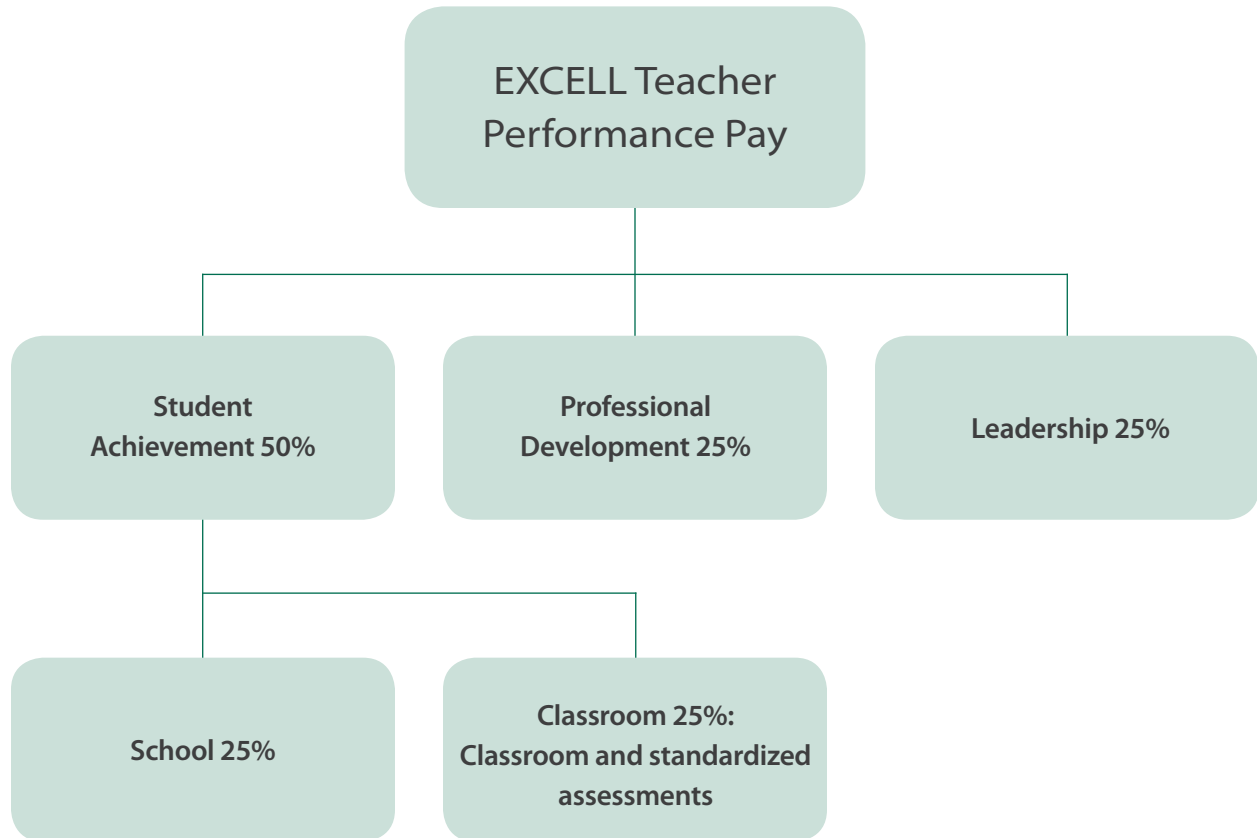 EXCELL Teacher
Performance Pay
Student
Achievement 50%
Professional
Development 25%
Leadership 25%
School 25%
Classroom 25%:
Classroom and standardized
assessments